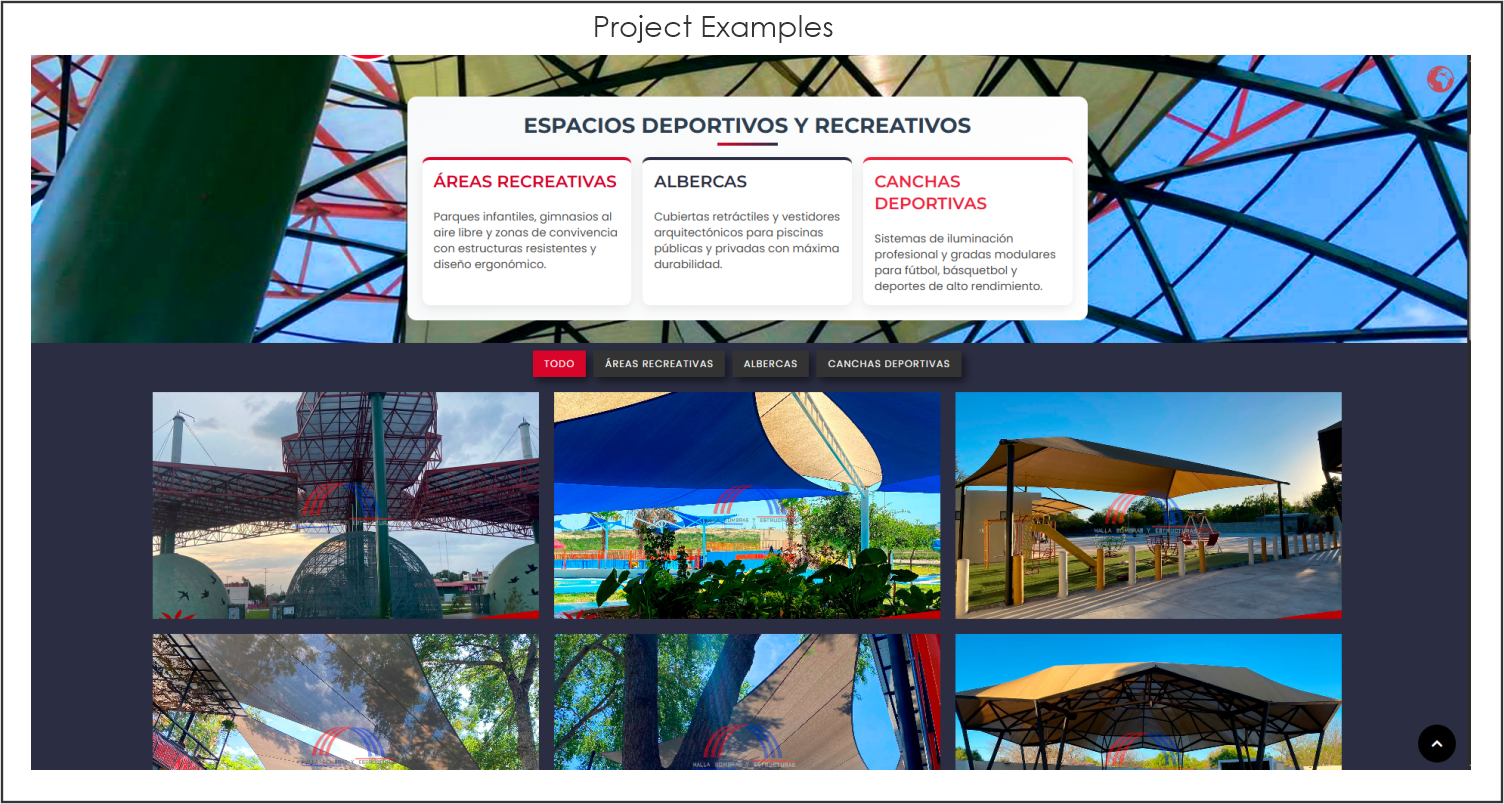 Project Examples
ESPACIOS DEPORTIVOS Y RECREATIVOS
ÁREAS RECREATIVAS
Parques infantiles, gimnasios al
aire libre y zonas de convivencia
con estructuras resistentes y
diseño ergonómico.
ALBERCAS
Cubiertas retráctiles y vestidores
arquitectónicos para piscinas
públicas y privadas con máxima
durabilidad.
CANCHAS
DEPORTIVAS
Sistemas de iluminación
profesional y gradas modulares
para fútbol, básquetbol y
deportes de alto rendimiento.
TODO
ÁREAS RECREATIVAS
ALBERCAS
CANCHAS DEPORTIVAS
MALLA SOMBRAS Y ESTRUCTURAS
MALLA SOMBRAS Y ESTRUCTURAS